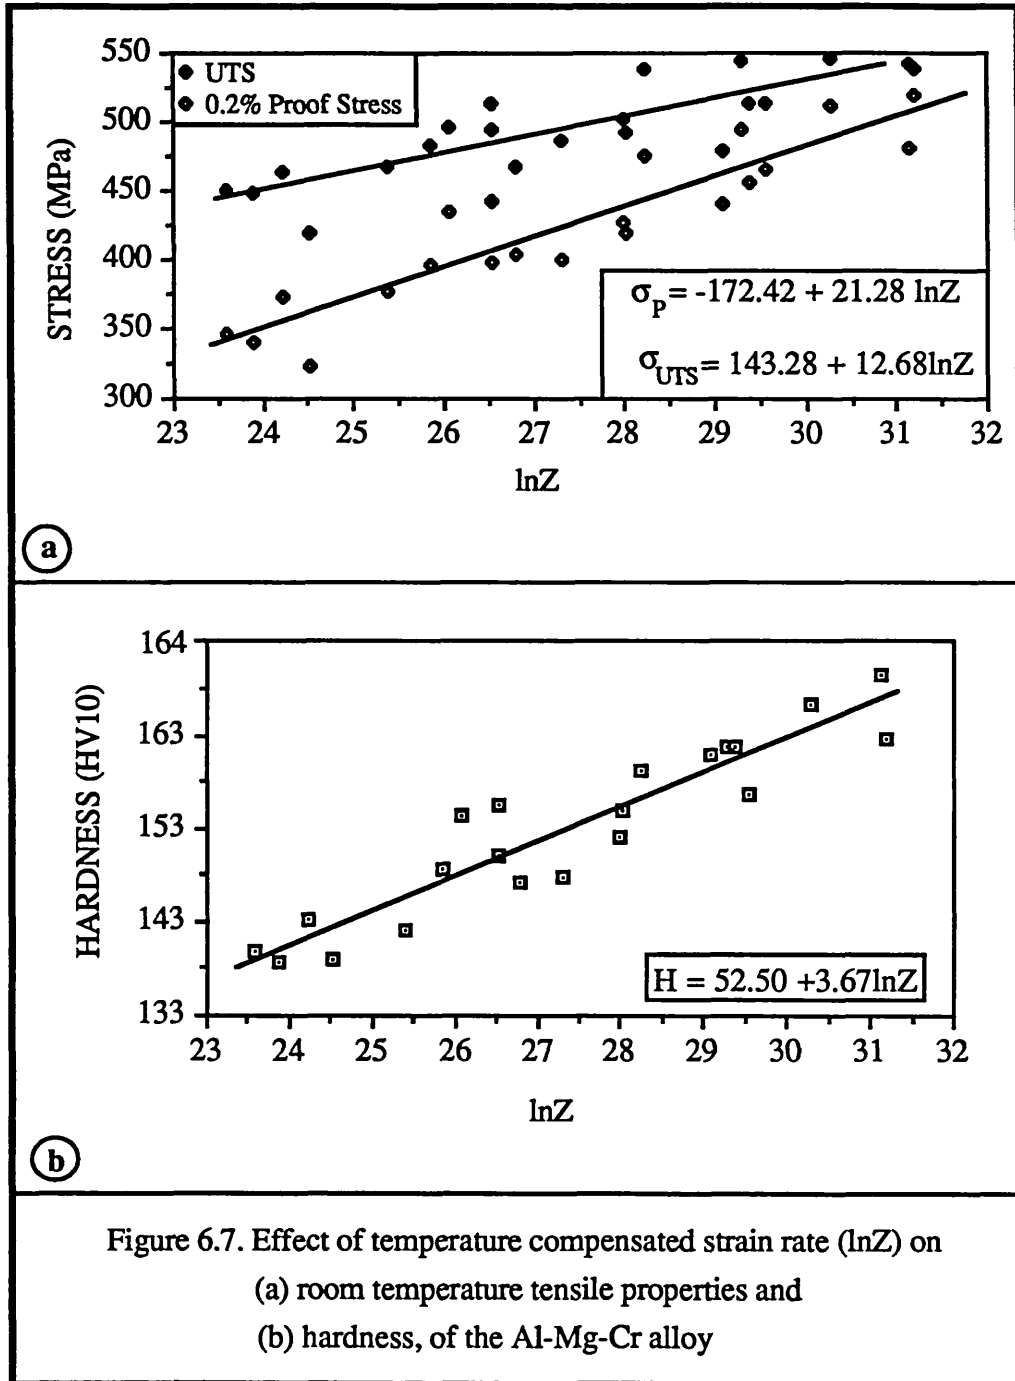 550
500
450
400
350
300
STRESS (MPa)
UTS
0.2% Proof Stress
σP = -172.42 + 21.28 lnZ
σUTS = 143.28 + 12.68lnZ
23 24 25 26 27 28 29 30 31 32
lnZ
a
164
163
153
143
133
HARDNESS (HV10)
H = 52.50 +3.67lnZ
23 24 25 26 27 28 29 30 31 32
lnZ
b
Figure 6.7. Effect of temperature compensated strain rate (lnZ) on
(a) room temperature tensile properties and
(b) hardness, of the Al-Mg-Cr alloy